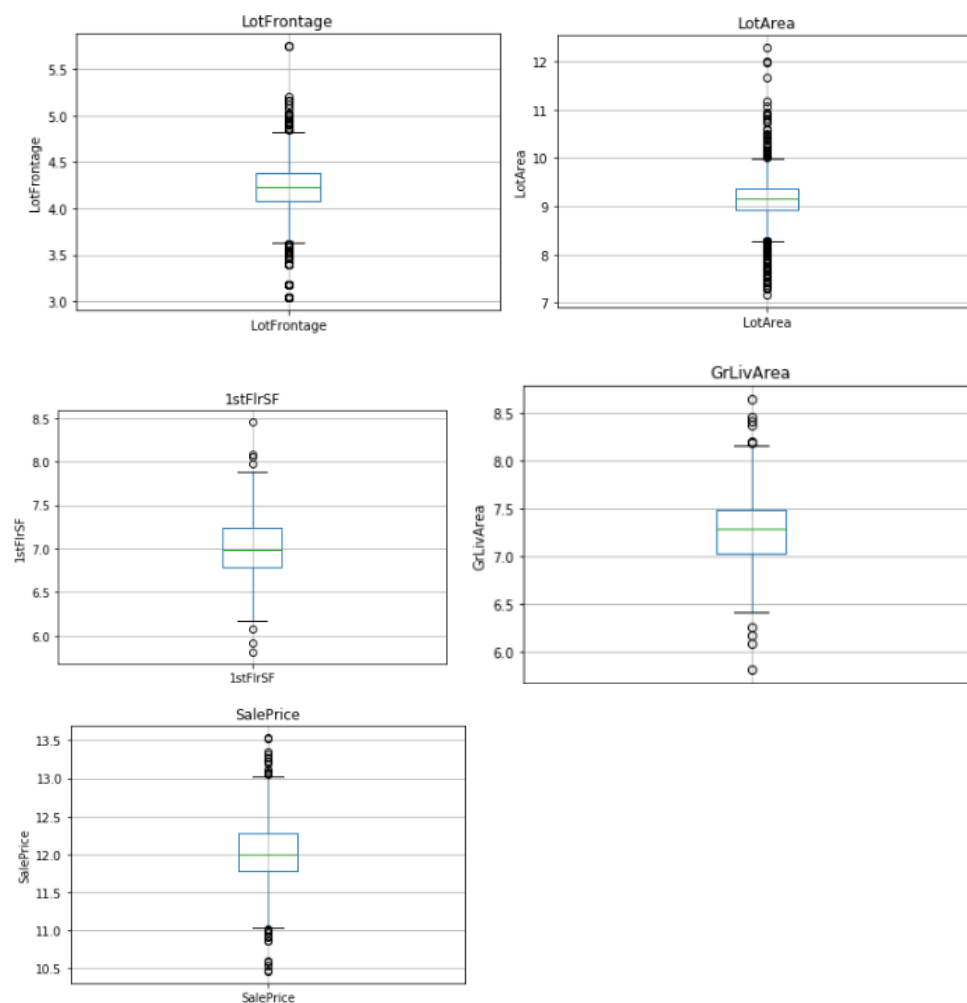 LotFrontage
5.5
5.0
4.5
4.0
3.5
3.0
LotFrontage
LotFrontage
LotArea
12
11
10
9
8
7
LotArea
LotArea
1stFlrSF
8.5
8.0
7.5
7.0
6.5
6.0
1stFlrSF
1stFlrSF
GrLivArea
8.5
8.0
7.5
7.0
6.5
6.0
GrLivArea
SalePrice
13.5
13.0
12.5
12.0
11.5
11.0
10.5
SalePrice
SalePrice